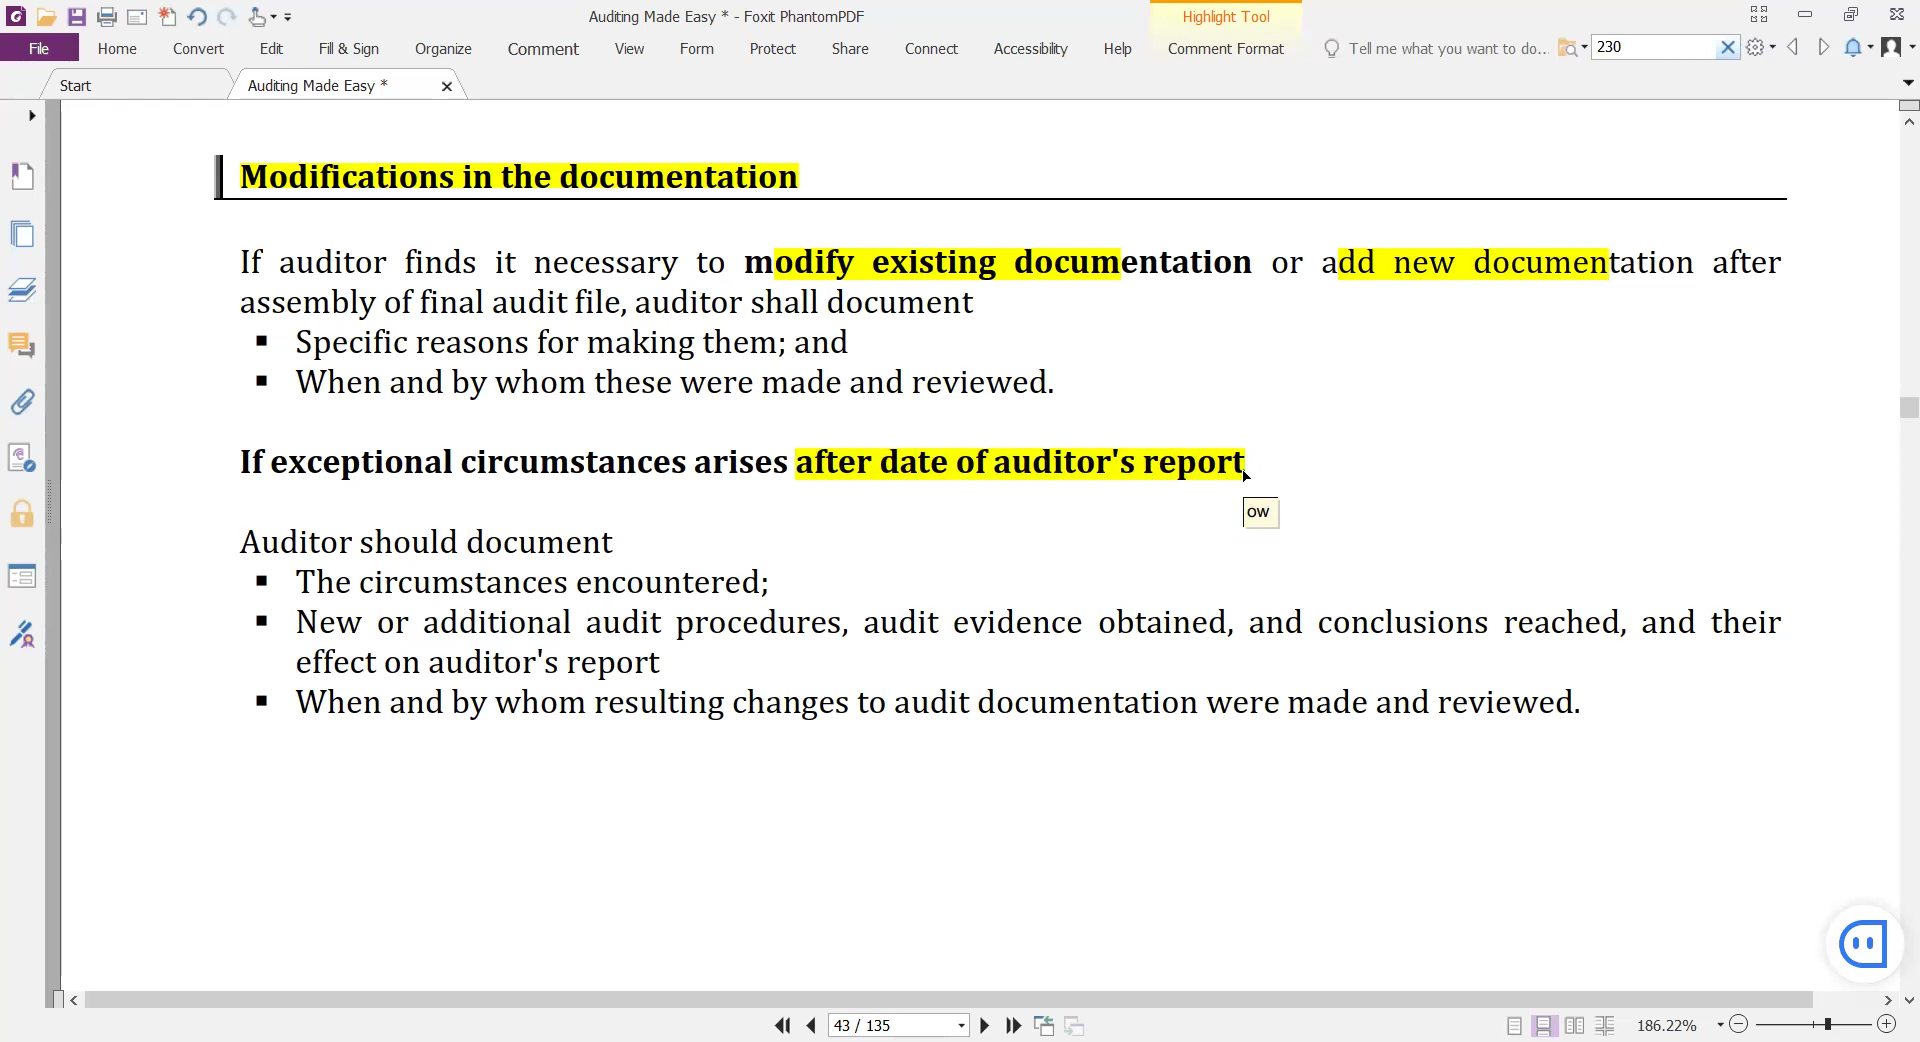 Auditing Made Easy * - Foxit PhantomPDF
Highlight Tool
File Home Convert Edit Fill & Sign Organize Comment View Form Protect Share Connect Accessibility Help Comment Format Tell me what you want to do... 230
Start Auditing Made Easy *
Modifications in the documentation
If auditor finds it necessary to modify existing documentation or add new documentation after
assembly of final audit file, auditor shall document
▪ Specific reasons for making them; and
▪ When and by whom these were made and reviewed.
If exceptional circumstances arises after date of auditor's report
ow
Auditor should document
▪ The circumstances encountered;
▪ New or additional audit procedures, audit evidence obtained, and conclusions reached, and their
effect on auditor's report
▪ When and by whom resulting changes to audit documentation were made and reviewed.
43 / 135 186.22%